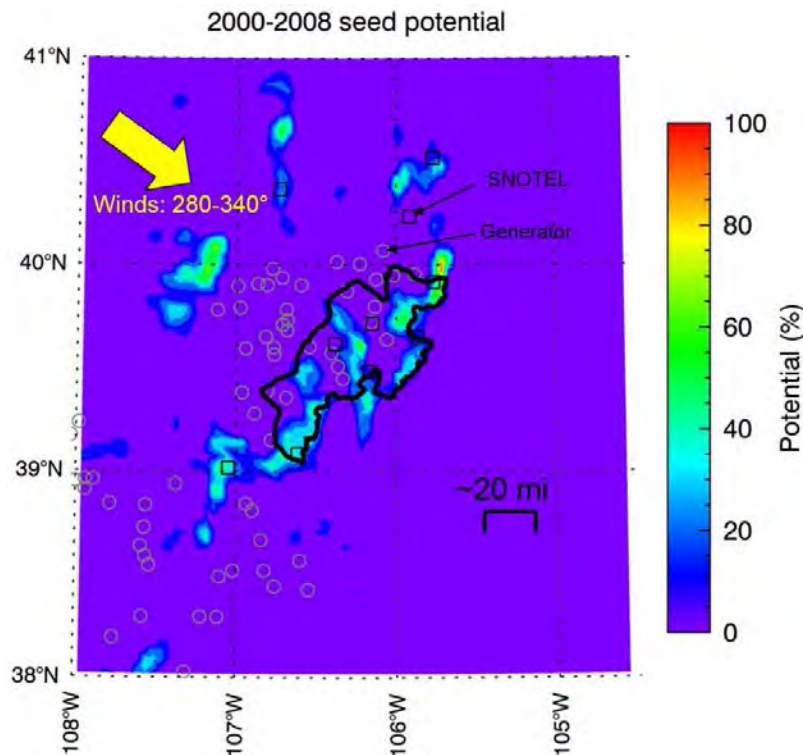 2000-2008 seed potential
41°N
40°N
39°N
38°N
Winds: 280-340°
SNOTEL
Generator
~20 mi
108°W
107°W
106°W
105°W
100
80
60
40
20
0
Potential (%)